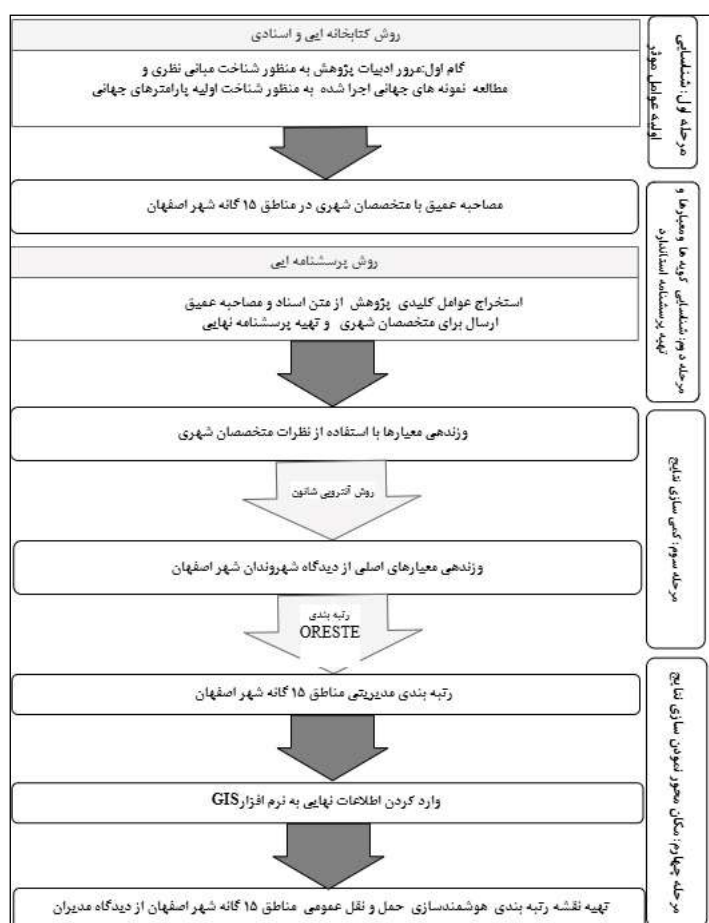 مرحله اول: شناسایی
اولیه عوامل موثر
روش کتابخانه ایی و اسنادی
گام اول:مرور ادبیات پژوهش به منظور شناخت مبانی نظری و
مطالعه نمونه های جهانی اجرا شده به منظور شناخت اولیه پارامترهای جهانی
مرحله دوم: شناسایی گویه ها ومعیارها و
تهیه پرسشنامه استاندارد
مصاحبه عمیق با متخصصان شهری در مناطق ۱۵ گانه شهر اصفهان
روش پرسشنامه ایی
استخراج عوامل کلیدی پژوهش از متن اسناد و مصاحبه عمیق
ارسال برای متخصصان شهری و تهیه پرسشنامه نهایی
مرحله سوم: کمی سازی نتایج
وزندهی معیارها با استفاده از نظرات متخصصان شهری
روش آنتروپی شانون
وزندهی معیارهای اصلی از دیدگاه شهروندان شهر اصفهان
رتبه بندی
ORESTE
مرحله چهارم: مکان محور نمودن سازی نتایج
رتبه بندی مدیریتی مناطق ۱۵ گانه شهر اصفهان
وارد کردن اطلاعات نهایی به نرم افزارGIS
تهیه نقشه رتبه بندی هوشمندسازی حمل و نقل عمومی مناطق ۱۵ گانه شهر اصفهان از دیدگاه مدیران